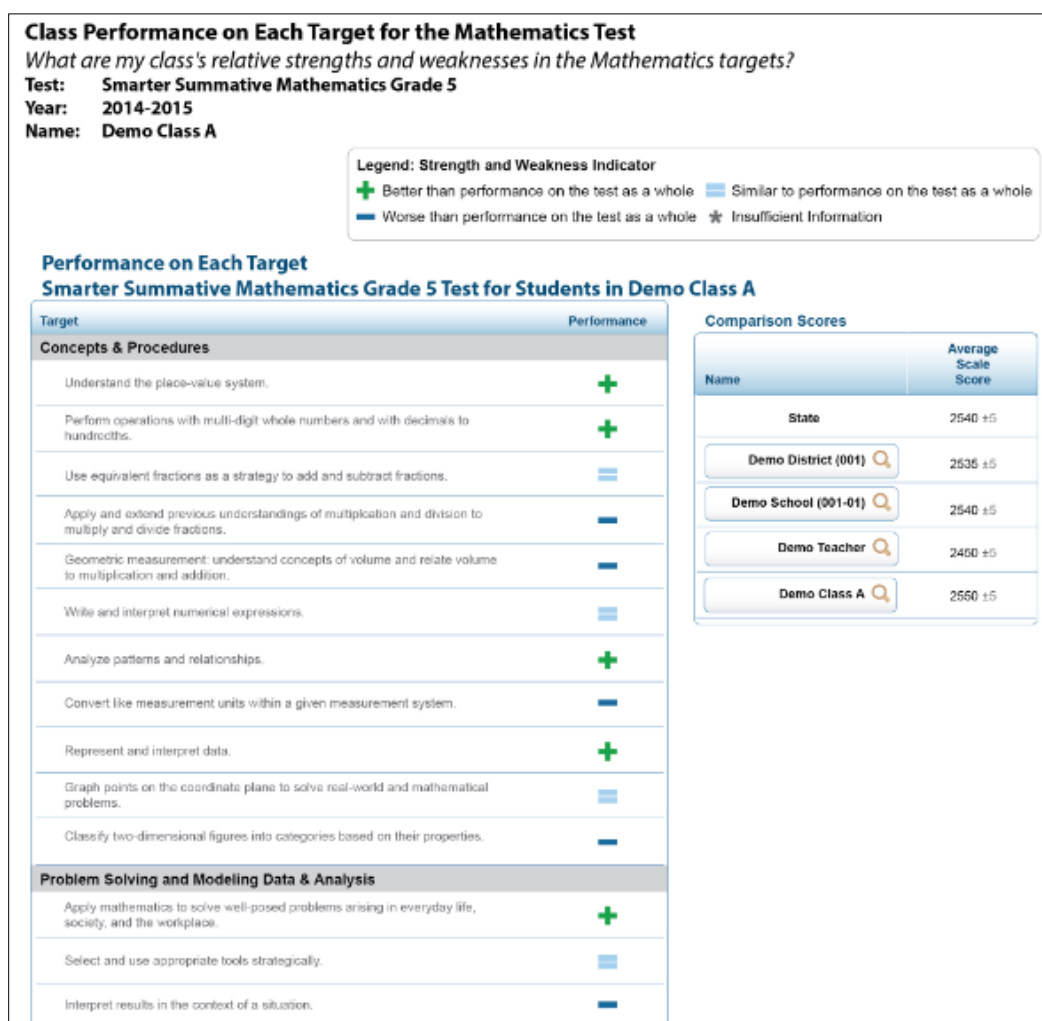 Class Performance on Each Target for the Mathematics Test
What are my class's relative strengths and weaknesses in the Mathematics targets?
Test: Smarter Summative Mathematics Grade 5
Year: 2014-2015
Name: Demo Class A
Legend: Strength and Weakness Indicator
Better than performance on the test as a whole
Similar to performance on the test as a whole
Worse than performance on the test as a whole
Insufficient Information
Performance on Each Target
Smarter Summative Mathematics Grade 5 Test for Students in Demo Class A
Target Performance
Concepts & Procedures
Understand the place-value system.
Perform operations with multi-digit whole numbers and with decimals to
hundredths.
Use equivalent fractions as a strategy to add and subtract fractions.
Apply and extend previous understandings of multiplication and division to
multiply and divide fractions.
Geometric measurement: understand concepts of volume and relate volume
to multiplication and addition.
Write and interpret numerical expressions.
Analyze patterns and relationships.
Convert like measurement units within a given measurement system.
Represent and interpret data.
Graph points on the coordinate plane to solve real-world and mathematical
problems.
Classify two-dimensional figures into categories based on their properties.
Problem Solving and Modeling Data & Analysis
Apply mathematics to solve well-posed problems arising in everyday life,
society, and the workplace.
Select and use appropriate tools strategically.
Interpret results in the context of a situation.
Comparison Scores
Name
Average
Scale
Score
State 2540 ±5
Demo District (001) 2535 ±5
Demo School (001-01) 2540 ±5
Demo Teacher 2450 ±5
Demo Class A 2550 ±5